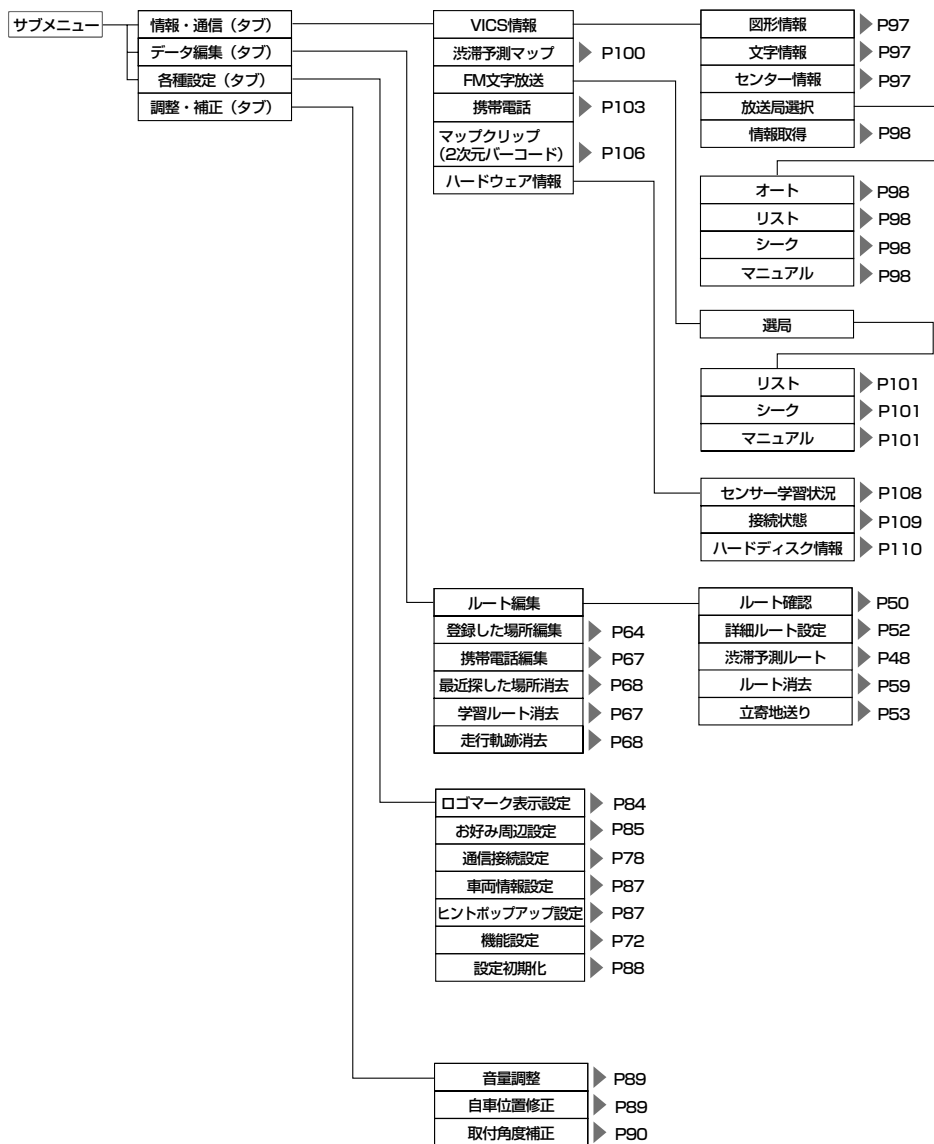 サブメニュー
情報・通信（タブ）
データ編集（タブ）
各種設定（タブ）
調整・補正（タブ）
VICS情報
渋滞予測マップ P100
FM文字放送
携帯電話 P103
マップクリップ
（2次元バーコード） P106
ハードウェア情報
図形情報 P97
文字情報 P97
センター情報 P97
放送局選択
情報取得 P98
オート P98
リスト P98
シーク P98
マニュアル P98
選局
リスト P101
シーク P101
マニュアル P101
センサー学習状況 P108
接続状態 P109
ハードディスク情報 P110
ルート編集
登録した場所編集 P64
携帯電話編集 P67
最近探した場所消去 P68
学習ルート消去 P67
走行軌跡消去 P68
ルート確認 P50
詳細ルート設定 P52
渋滞予測ルート P48
ルート消去 P59
立寄地送り P53
ロゴマーク表示設定 P84
お好み周辺設定 P85
通信接続設定 P78
車両情報設定 P87
ヒントポップアップ設定 P87
機能設定 P72
設定初期化 P88
音量調整 P89
自車位置修正 P89
取付角度補正 P90